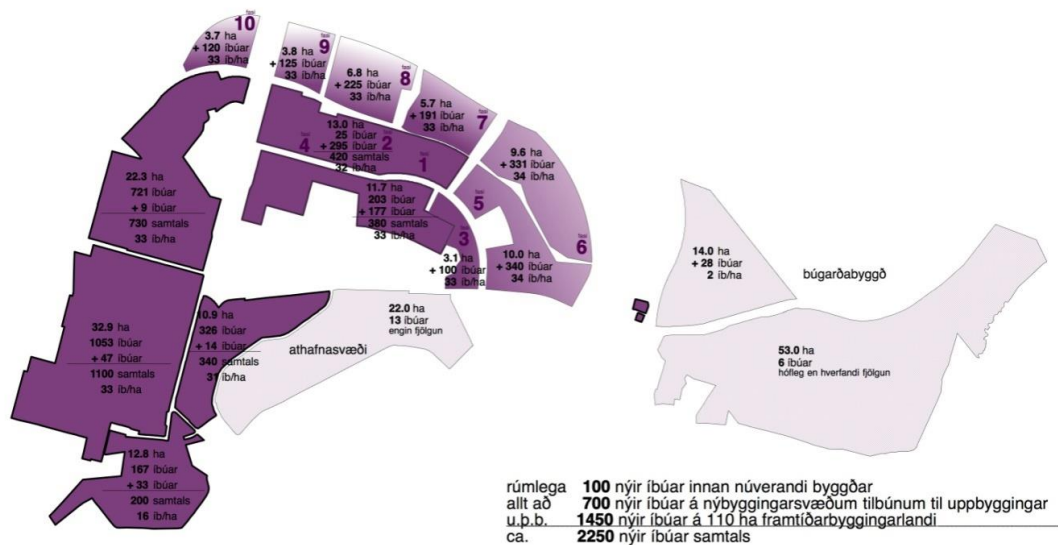 fasi
10
3.7 ha
+ 120 íbúar
33 íb/ha
fasi
9
3.8 ha
+ 125 íbúar
33 íb/ha
fasi
8
6.8 ha
+ 225 íbúar
33 íb/ha
fasi
7
5.7 ha
+ 191 íbúar
33 íb/ha
9.6 ha
+ 331 íbúar
34 íb/ha
fasi
6
fasi
4
fasi
2
fasi
1
13.0 ha
25 íbúar
+ 295 íbúar
420 samtals
32 íb/ha
11.7 ha
203 íbúar
+ 177 íbúar
380 samtals
33 íb/ha
fasi
5
10.0 ha
+ 340 íbúar
34 íb/ha
fasi
3
3.1 ha
+ 100 íbúar
33 íb/ha
22.3 ha
721 íbúar
+ 9 íbúar
730 samtals
33 íb/ha
32.9 ha
1053 íbúar
+ 47 íbúar
1100 samtals
33 íb/ha
10.9 ha
326 íbúar
+ 14 íbúar
340 samtals
31 íb/ha
athafnasvæði
22.0 ha
13 íbúar
engin fjölgun
12.8 ha
167 íbúar
+ 33 íbúar
200 samtals
16 íb/ha
14.0 ha
+ 28 íbúar
2 íb/ha
búgarðabyggð
53.0 ha
6 íbúar
hófleg en hverfandi fjölgun
rúmlega 100 nýir íbúar innan núverandi byggðar
allt að 700 nýir íbúar á nýbyggingarsvæðum tilbúnum til uppbyggingar
u.þ.b. 1450 nýir íbúar á 110 ha framtíðarbyggingarlandi
ca. 2250 nýir íbúar samtals